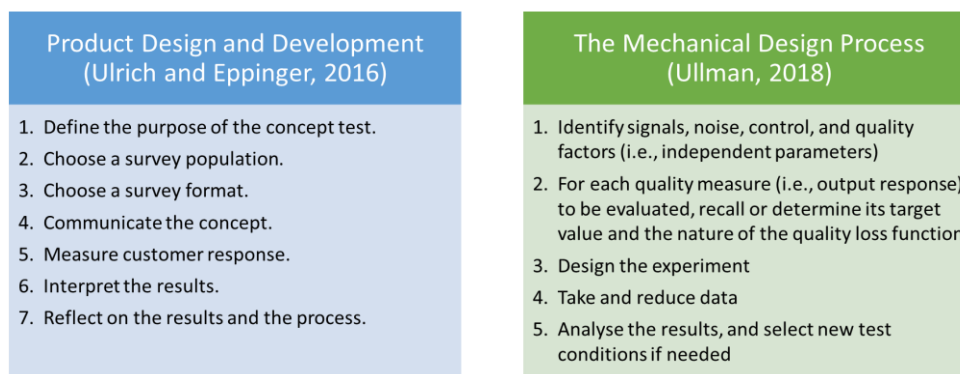 Product Design and Development
(Ulrich and Eppinger, 2016)
1. Define the purpose of the concept test.
2. Choose a survey population.
3. Choose a survey format.
4. Communicate the concept.
5. Measure customer response.
6. Interpret the results.
7. Reflect on the results and the process.
The Mechanical Design Process
(Ullman, 2018)
1. Identify signals, noise, control, and quality
factors (i.e., independent parameters)
2. For each quality measure (i.e., output response)
to be evaluated, recall or determine its target
value and the nature of the quality loss function
3. Design the experiment
4. Take and reduce data
5. Analyse the results, and select new test
conditions if needed